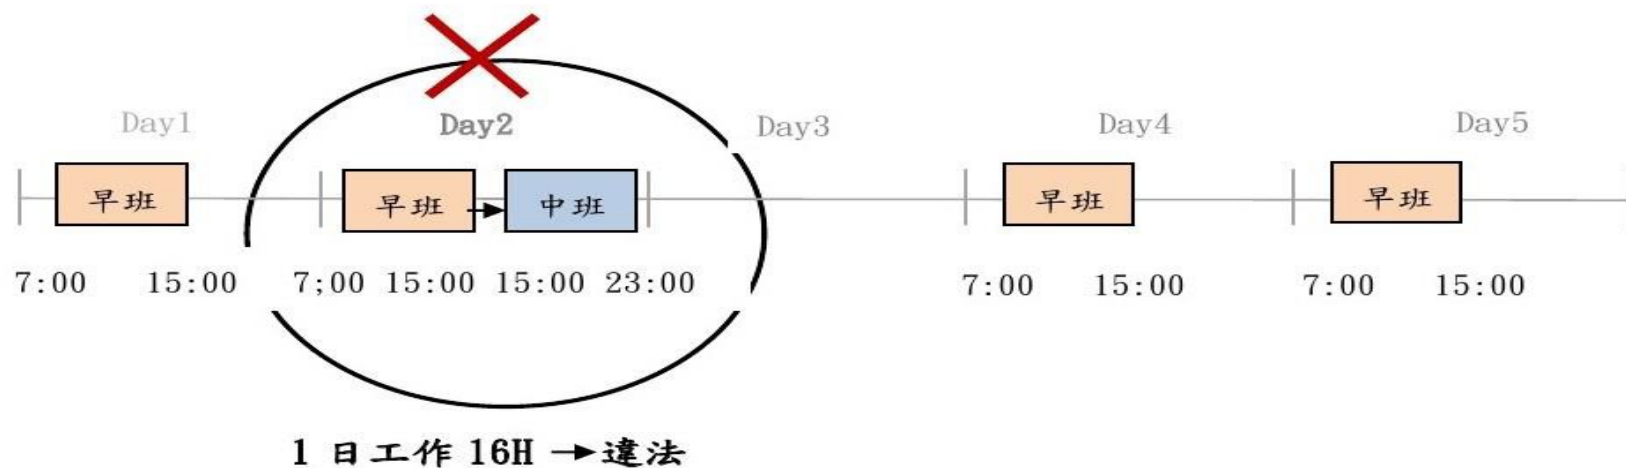 Day1 Day2 Day3 Day4 Day5
早班 早班 中班 早班 早班
7:00 15:00 7;00 15:00 15:00 23:00 7:00 15:00 7:00 15:00
1 日工作 16H →違法